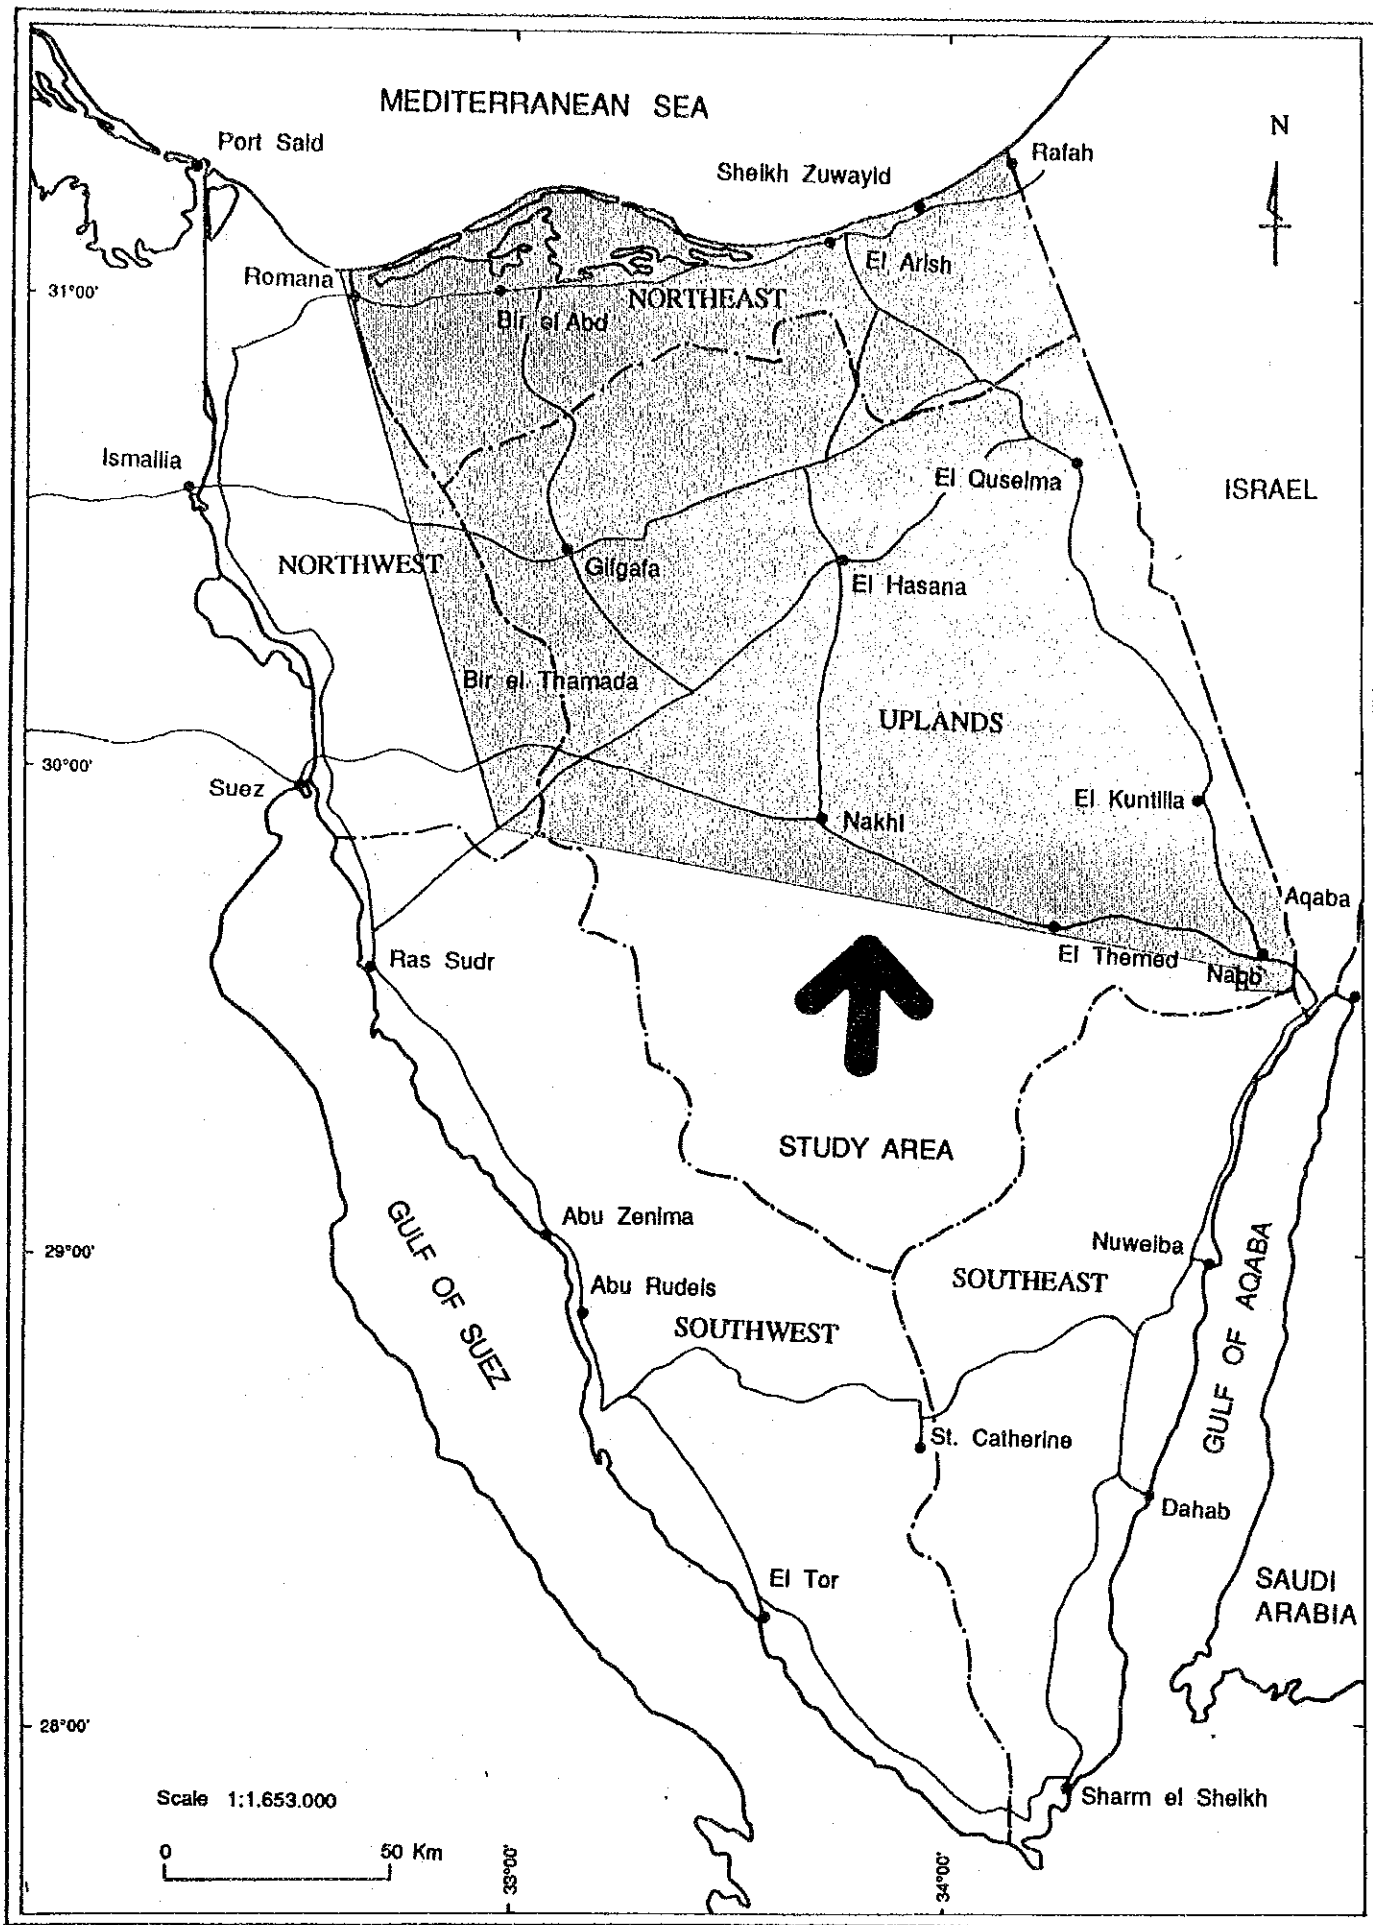 MEDITERRANEAN SEA
N
Port Said
Rafah
Sheikh Zuwayid
El Arish
Romana
31°00'
NORTHEAST
Bir el Abd
Ismailia
El Quseima
ISRAEL
NORTHWEST
Gifgafa
El Hasana
Bir el Thamada
UPLANDS
30°00'
Suez
El Kuntilla
Nakhl
Aqaba
Ras Sudr
El Themed
Naqb
STUDY AREA
GULF OF SUEZ
Abu Zenima
Nuweiba
GULF OF AQABA
29°00'
Abu Rudeis
SOUTHEAST
SOUTHWEST
St. Catherine
Dahab
El Tor
SAUDI
ARABIA
28°00'
Scale 1:1.653.000
Sharm el Sheikh
0 50 Km
33°00'
34°00'